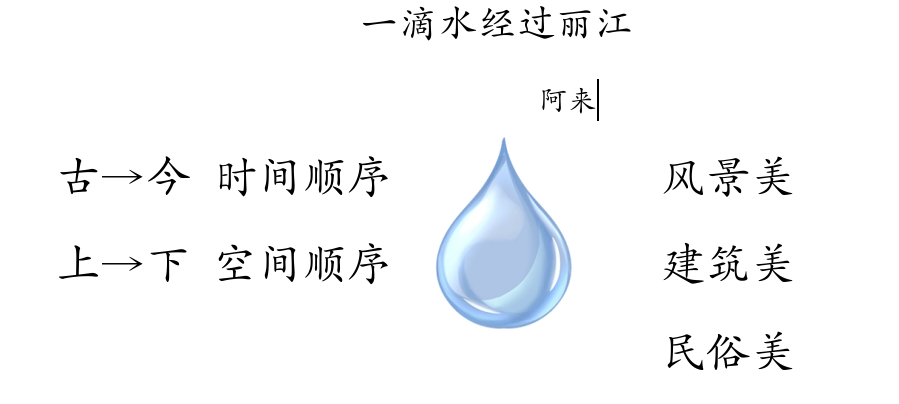 一滴水经过丽江
阿来
古→今 时间顺序
上→下 空间顺序
风景美
建筑美
民俗美